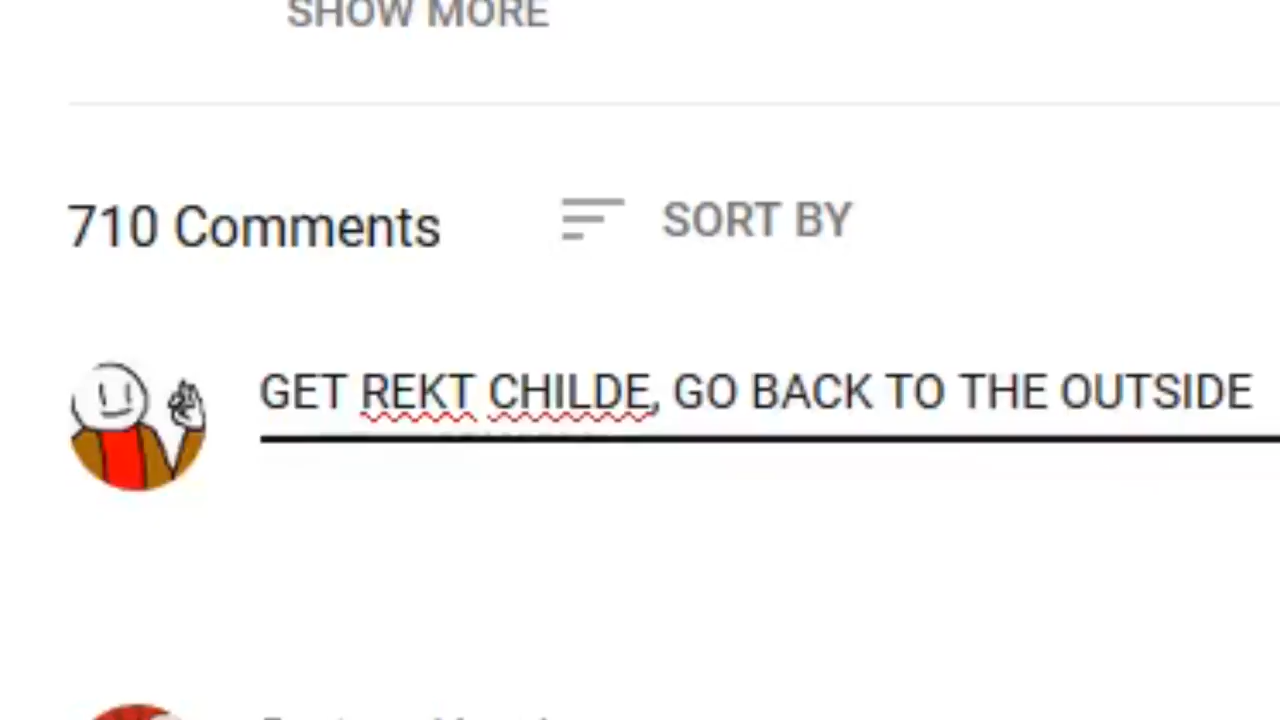 SHOW MORE
710 Comments
SORT BY
GET REKT CHILDE, GO BACK TO THE OUTSIDE